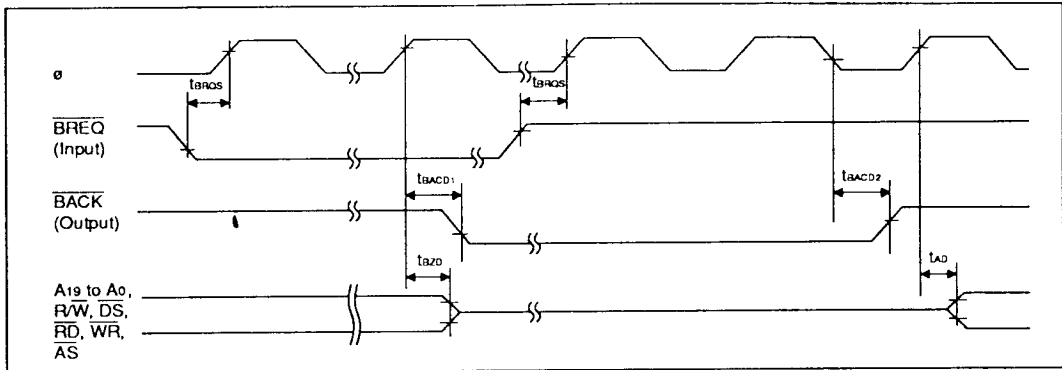 ø
tBRQS
tBRQS
BREQ
(Input)
tBACD1
tBACD2
BACK
(Output)
tBZD
tAD
A19 to A0,
R/W, DS,
RD, WR,
AS